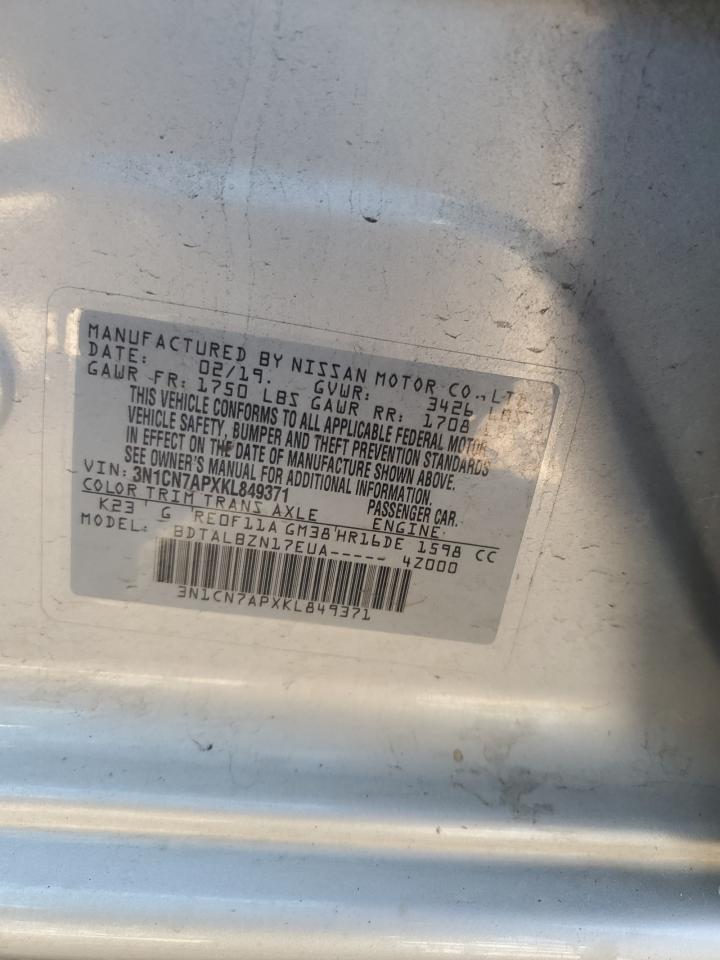 MANUFACTURED BY NISSAN MOTOR CO., LTD
DATE: 02/19. GVWR: 3426 LBS
GAWR FR: 1750 LBS GAWR RR: 1708
THIS VEHICLE CONFORMS TO ALL APPLICABLE FEDERAL MOTOR
VEHICLE SAFETY, BUMPER AND THEFT PREVENTION STANDARDS
IN EFFECT ON THE DATE OF MANUFACTURE SHOWN ABOVE.
SEE OWNER'S MANUAL FOR ADDITIONAL INFORMATION.
VIN: 3N1CN7APXKL849371 PASSENGER CAR.
COLOR TRIM TRANS AXLE ENGINE:
K23 G RE0F11A GM38 HR16DE 1598 CC
MODEL: BDTALBZN17EUA----- 4Z000
3N1CN7APXKL849371